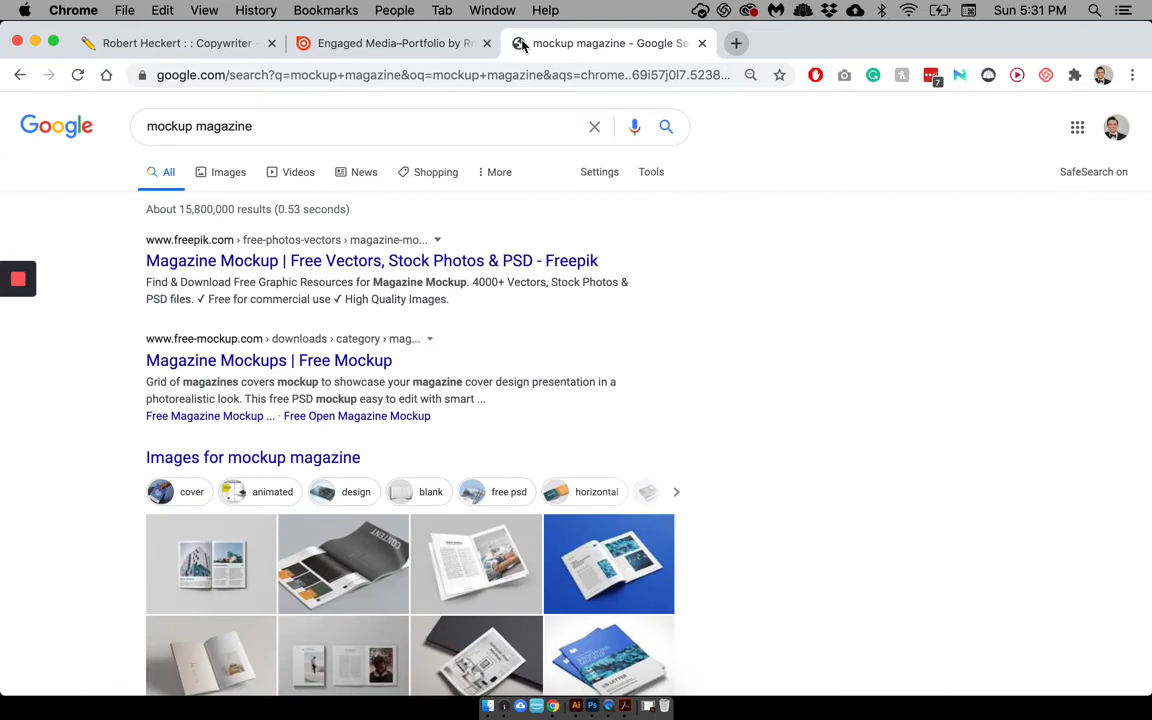 Chrome File Edit View History Bookmarks People Tab Window Help Sun 5:31 PM
Robert Heckert : : Copywriter - Engaged Media–Portfolio by R mockup magazine - Google Se
google.com/search?q=mockup+magazine&oq=mockup+magazine&aqs=chrome..69i57j0l7.5238... 7
Google mockup magazine
All Images Videos News Shopping More Settings Tools SafeSearch on
About 15,800,000 results (0.53 seconds)
www.freepik.com › free-photos-vectors › magazine-mo...
Magazine Mockup | Free Vectors, Stock Photos & PSD - Freepik
Find & Download Free Graphic Resources for Magazine Mockup. 4000+ Vectors, Stock Photos &
PSD files. ✓ Free for commercial use ✓ High Quality Images.
www.free-mockup.com › downloads › category › mag...
Magazine Mockups | Free Mockup
Grid of magazines covers mockup to showcase your magazine cover design presentation in a
photorealistic look. This free PSD mockup easy to edit with smart ...
Free Magazine Mockup ... · Free Open Magazine Mockup
Images for mockup magazine
cover animated design blank free psd horizontal
CONTENT
US-LETTER
Ai Ps